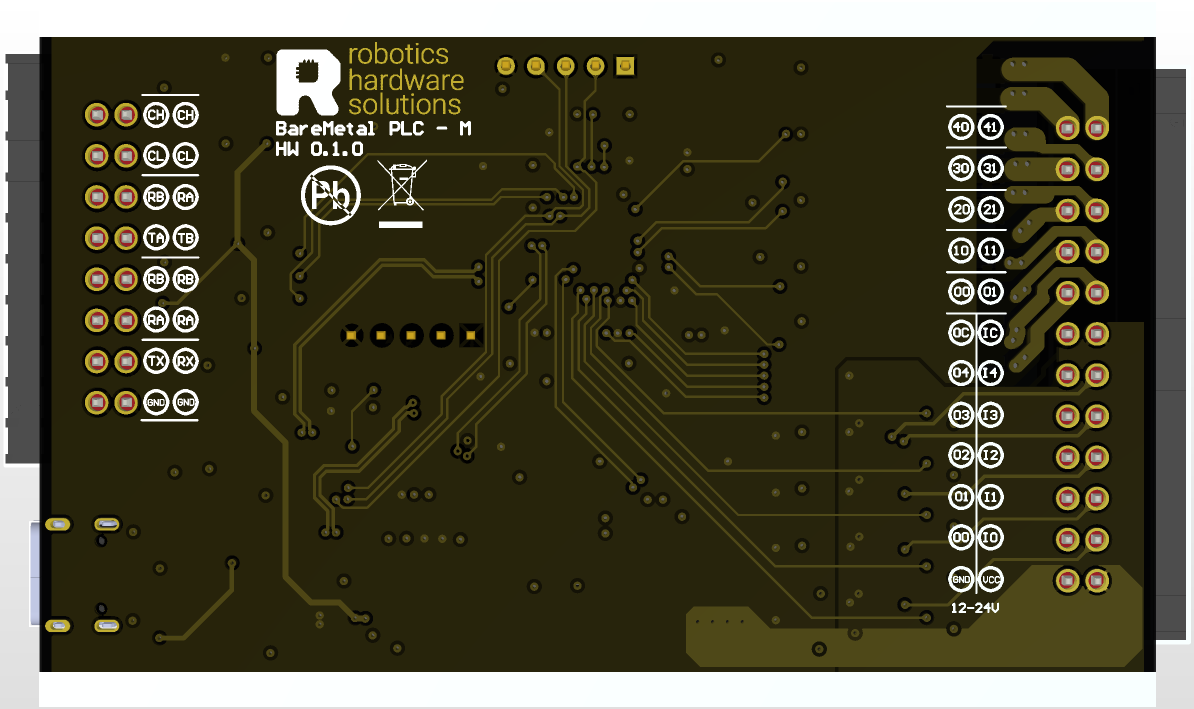 robotics
hardware
solutions
BareMetal PLC - M
HW 0.1.0
Pb
CH CH
CL CL
RB RA
TA TB
RB RB
RA RA
TX RX
GND GND
40 41
30 31
20 21
10 11
00 01
0C IC
04 I4
03 I3
02 I2
01 I1
00 I0
GND VCC
12-24V